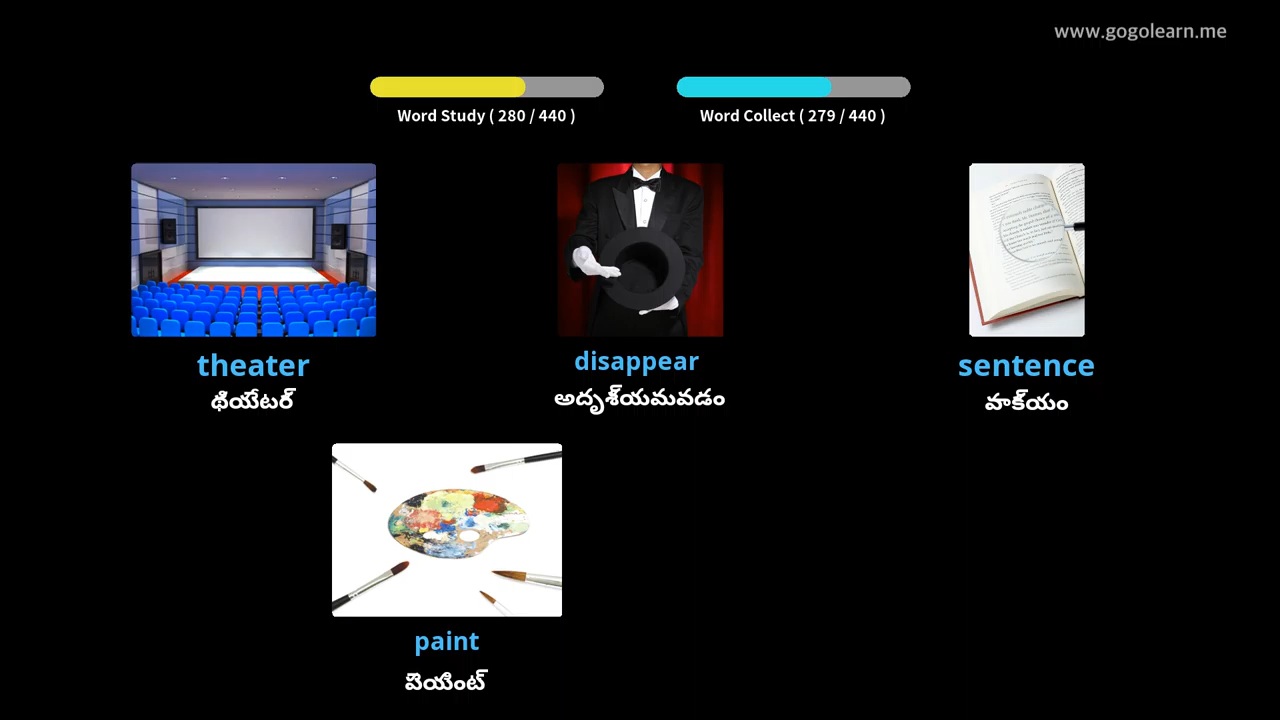 www.gogolearn.me
Word Study ( 280 / 440 )
Word Collect ( 279 / 440 )
theater
థియేటర్
disappear
అదృశ్యమవడం
sentence
వాక్యం
paint
పెయింట్